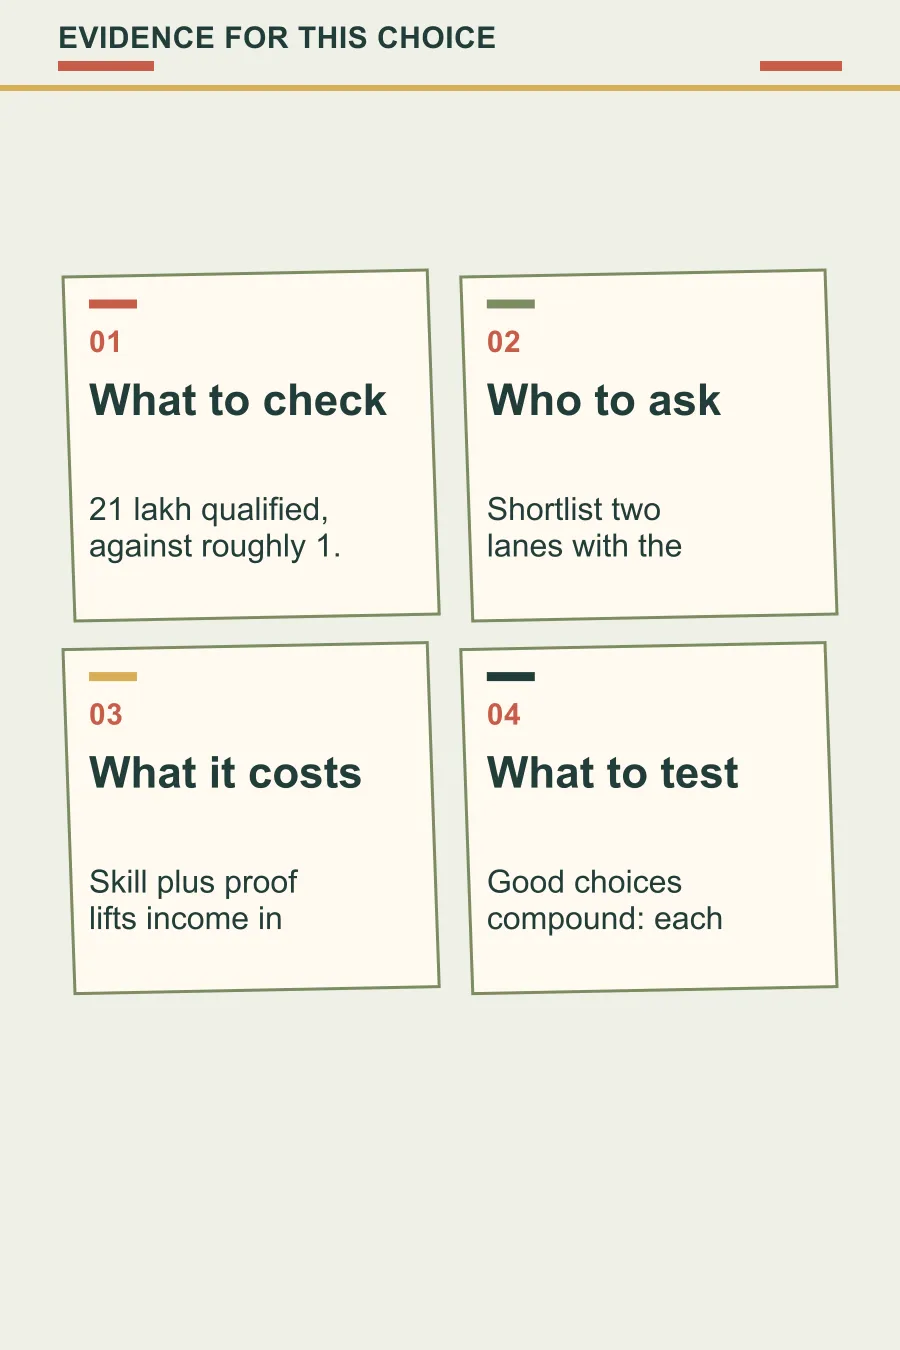 EVIDENCE FOR THIS CHOICE
01
What to check
21 lakh qualified,
against roughly 1.
02
Who to ask
Shortlist two
lanes with the
03
What it costs
Skill plus proof
lifts income in
04
What to test
Good choices
compound: each